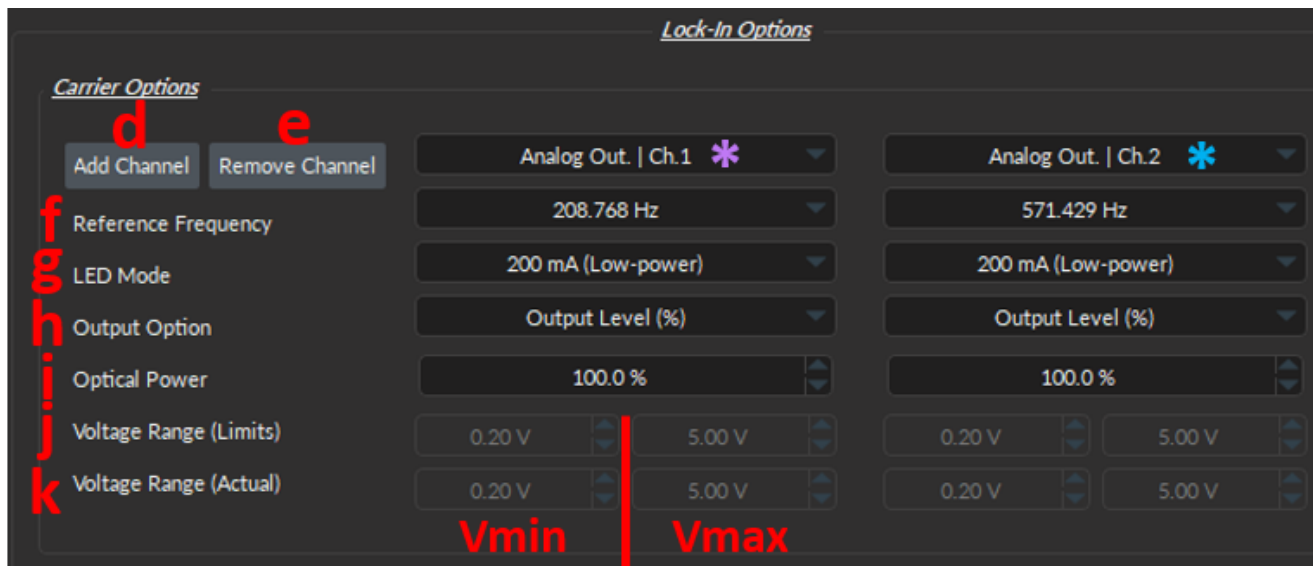 Lock-In Options
Carrier Options
d e
Add Channel Remove Channel Analog Out. | Ch.1 * Analog Out. | Ch.2 *
f Reference Frequency 208.768 Hz 571.429 Hz
g LED Mode 200 mA (Low-power) 200 mA (Low-power)
h Output Option Output Level (%) Output Level (%)
i Optical Power 100.0 % 100.0 %
j Voltage Range (Limits) 0.20 V 5.00 V 0.20 V 5.00 V
k Voltage Range (Actual) 0.20 V 5.00 V 0.20 V 5.00 V
Vmin Vmax